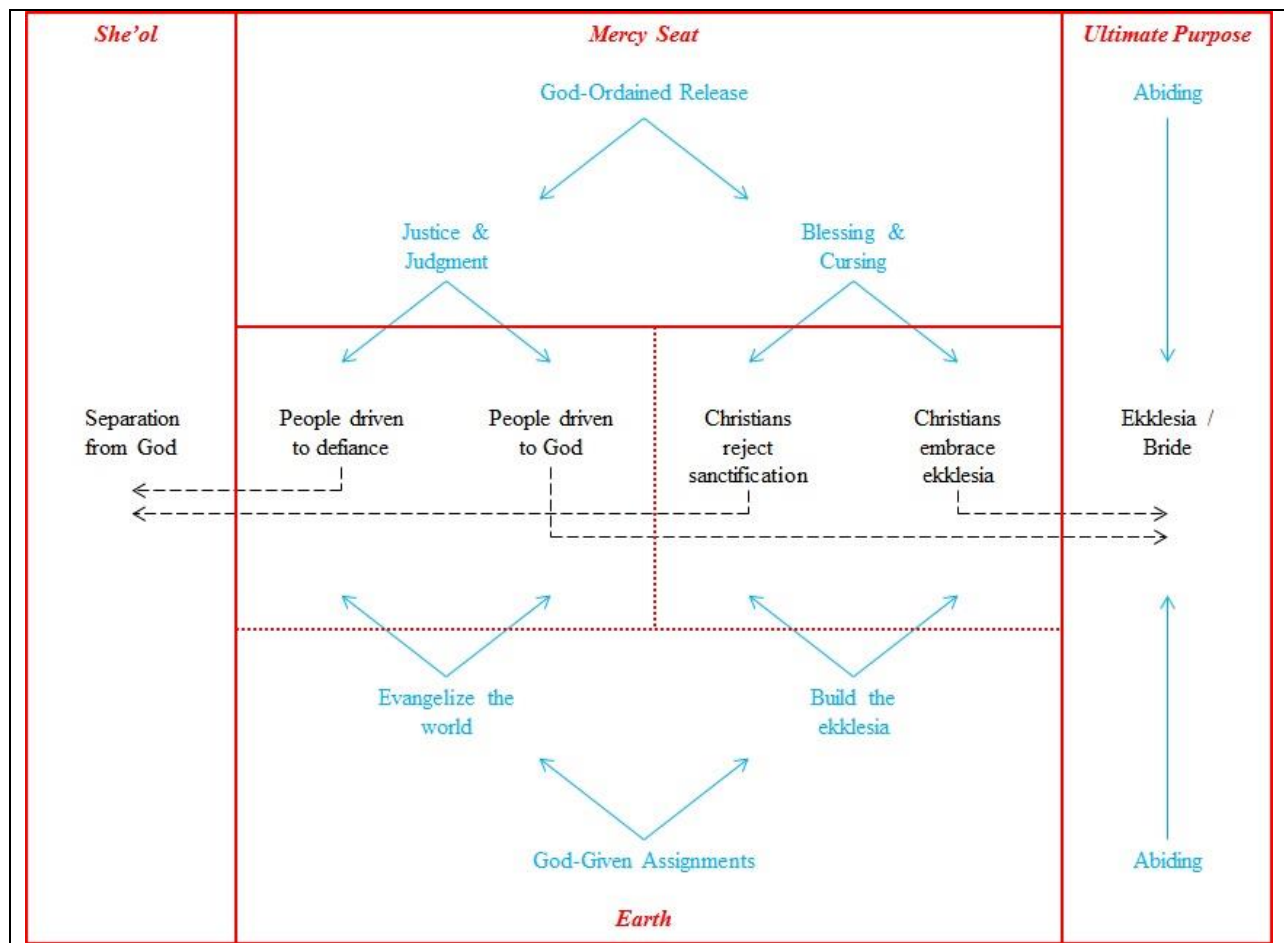 She’ol
Mercy Seat
Ultimate Purpose
God-Ordained Release
Abiding
Justice &
Judgment
Blessing &
Cursing
Separation
from God
People driven
to defiance
People driven
to God
Christians
reject
sanctification
Christians
embrace
ekklesia
Ekklesia /
Bride
Evangelize the
world
Build the
ekklesia
God-Given Assignments
Abiding
Earth